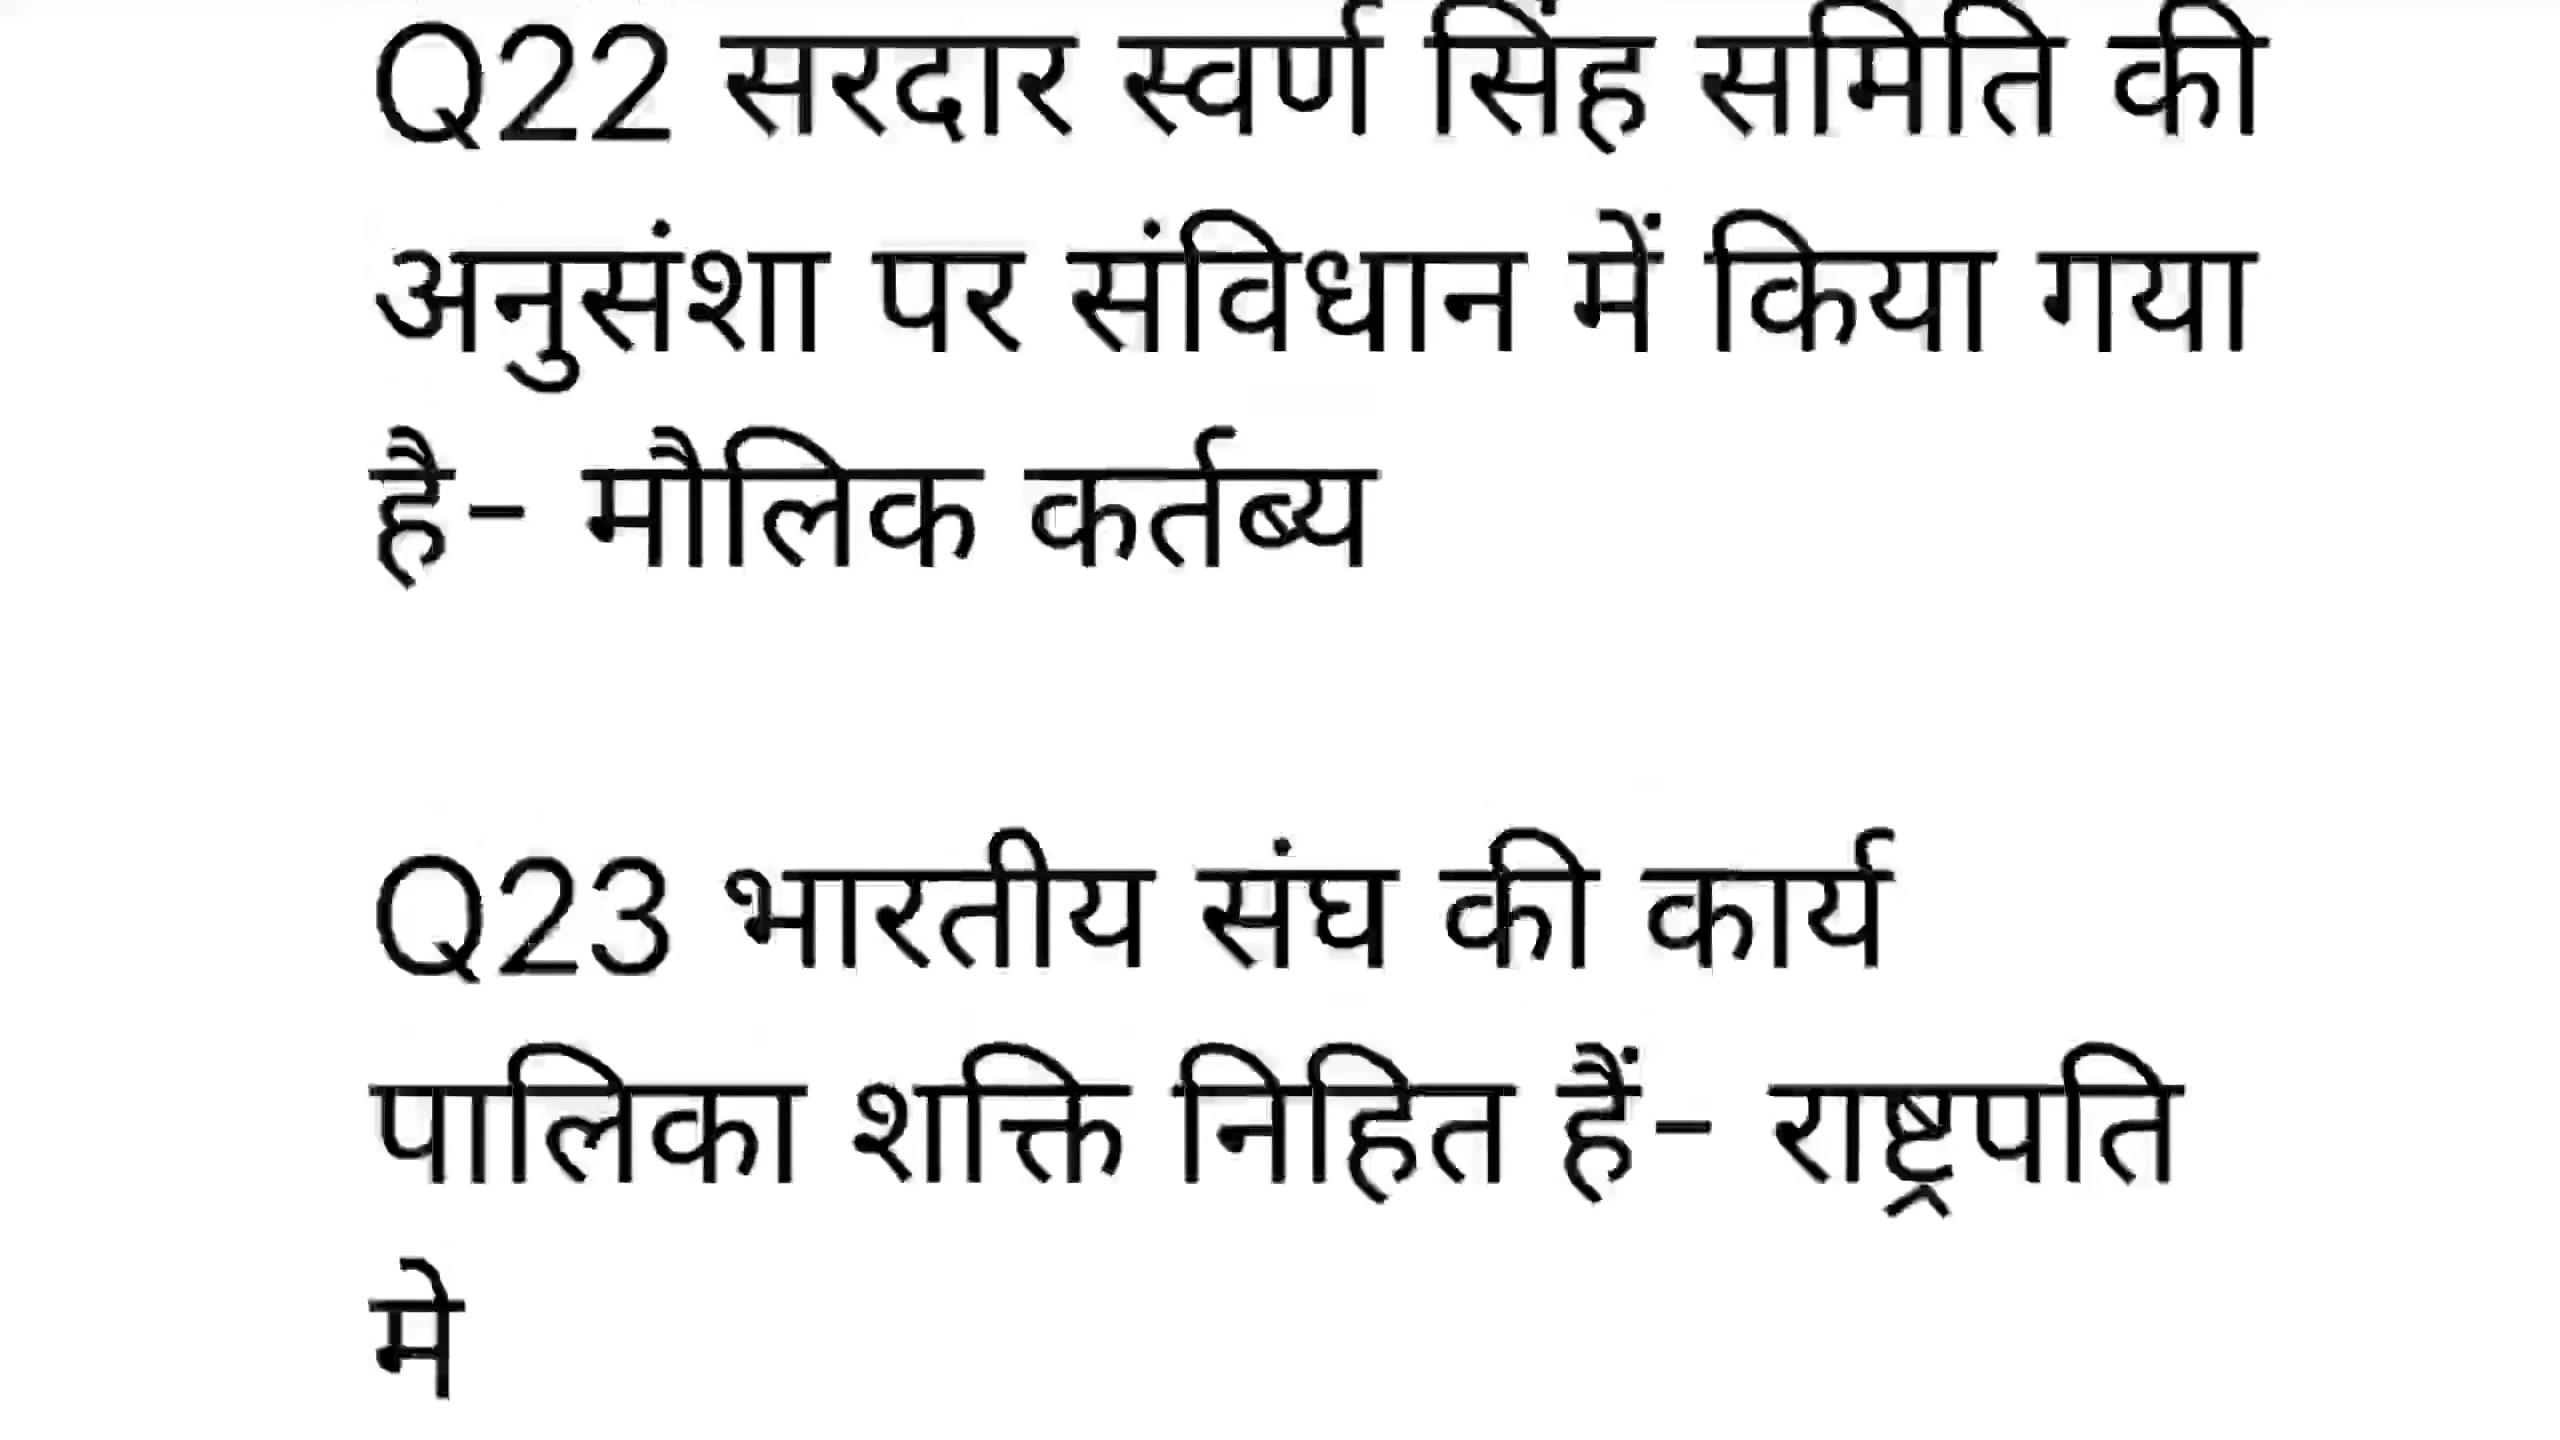 Q22 सरदार स्वर्ण सिंह समिति की
अनुसंशा पर संविधान में किया गया
है- मौलिक कर्तब्य
Q23 भारतीय संघ की कार्य
पालिका शक्ति निहित हैं- राष्ट्रपति
मे